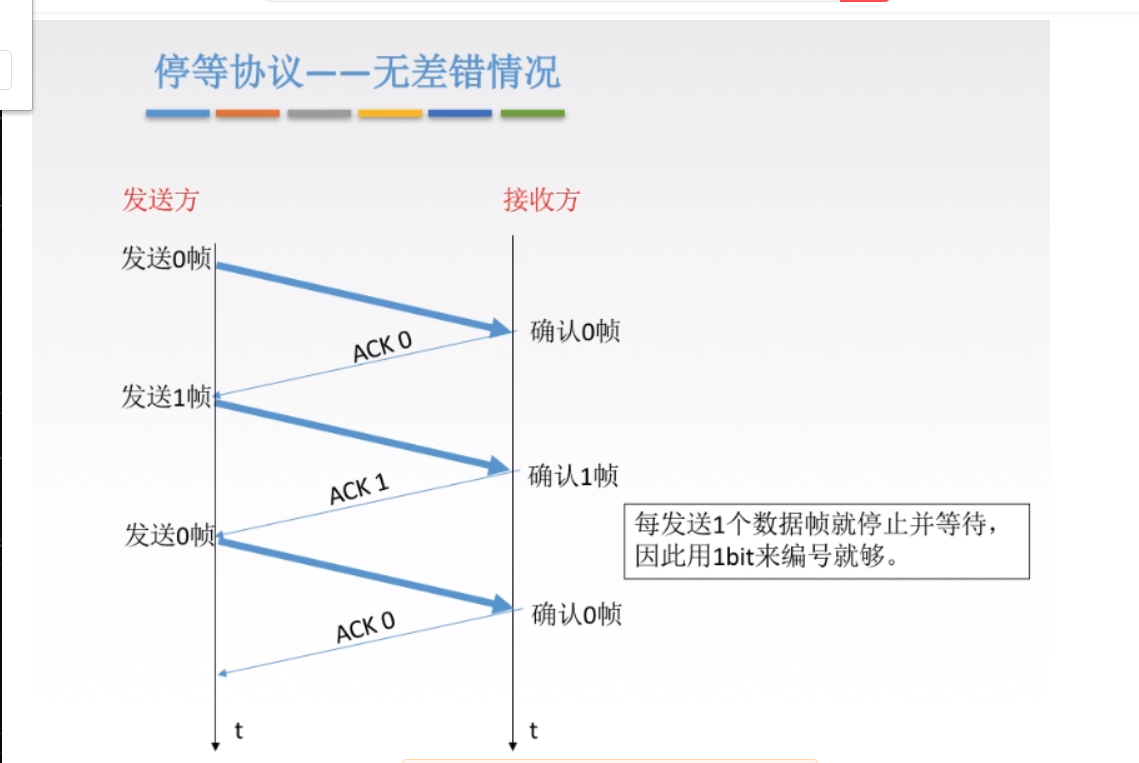 停等协议——无差错情况
发送方
接收方
发送0帧
确认0帧
ACK 0
发送1帧
确认1帧
ACK 1
每发送1个数据帧就停止并等待，
因此用1bit来编号就够。
发送0帧
确认0帧
ACK 0
t
t